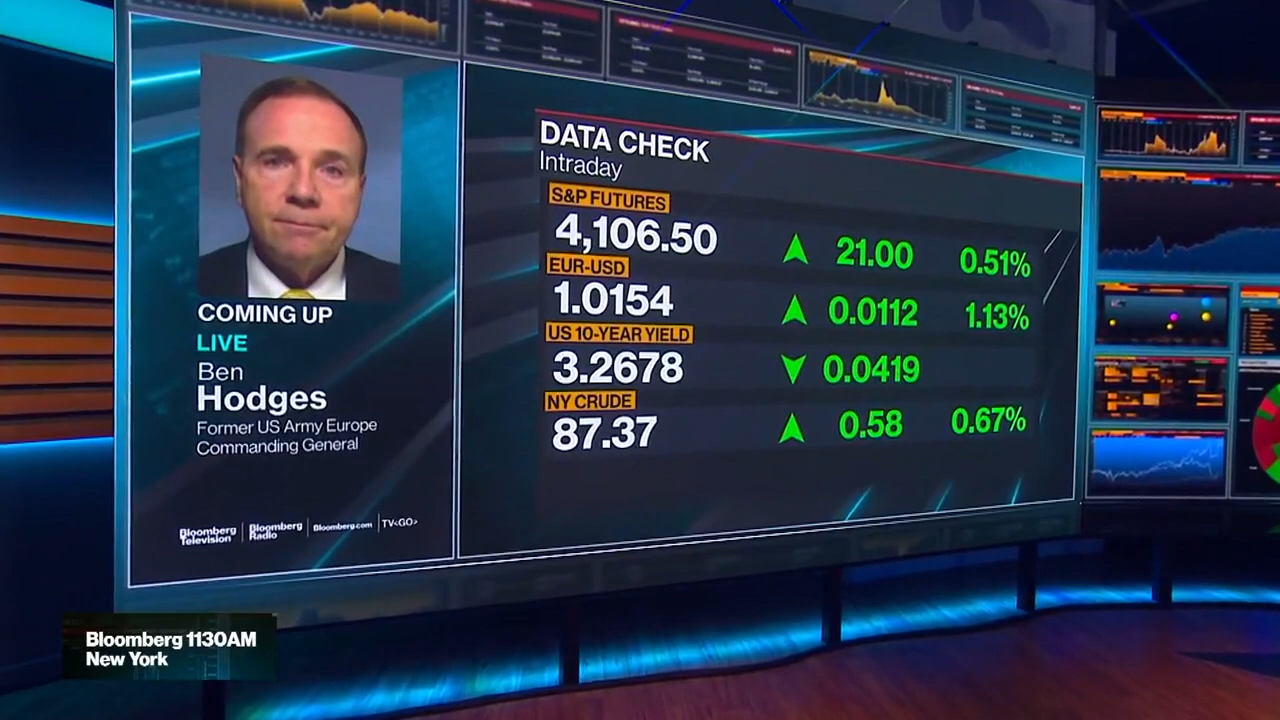 COMING UP
LIVE
Ben
Hodges
Former US Army Europe
Commanding General
Bloomberg
Television
Bloomberg
Radio
Bloomberg.com
TV<GO>
DATA CHECK
Intraday
S&P FUTURES
4,106.50 ▲ 21.00 0.51%
EUR-USD
1.0154 ▲ 0.0112 1.13%
US 10-YEAR YIELD
3.2678 ▼ 0.0419
NY CRUDE
87.37 ▲ 0.58 0.67%
Bloomberg 1130AM
New York